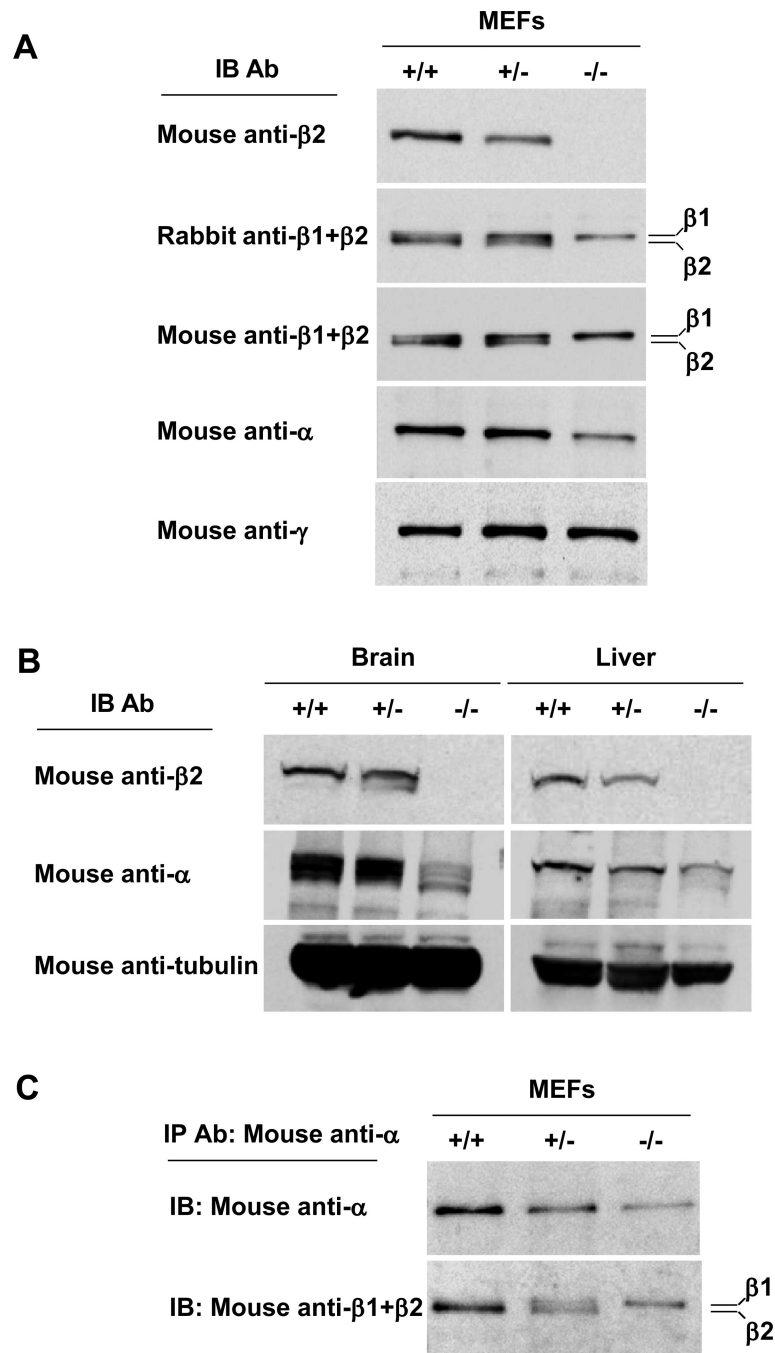 A
MEFs
IB Ab
+/+ +/- -/-
Mouse anti-β2
Rabbit anti-β1+β2
β1
β2
Mouse anti-β1+β2
β1
β2
Mouse anti-α
Mouse anti-γ
B
Brain Liver
IB Ab
+/+ +/- -/- +/+ +/- -/-
Mouse anti-β2
Mouse anti-α
Mouse anti-tubulin
C
MEFs
IP Ab: Mouse anti-α
+/+ +/- -/-
IB: Mouse anti-α
IB: Mouse anti-β1+β2
β1
β2